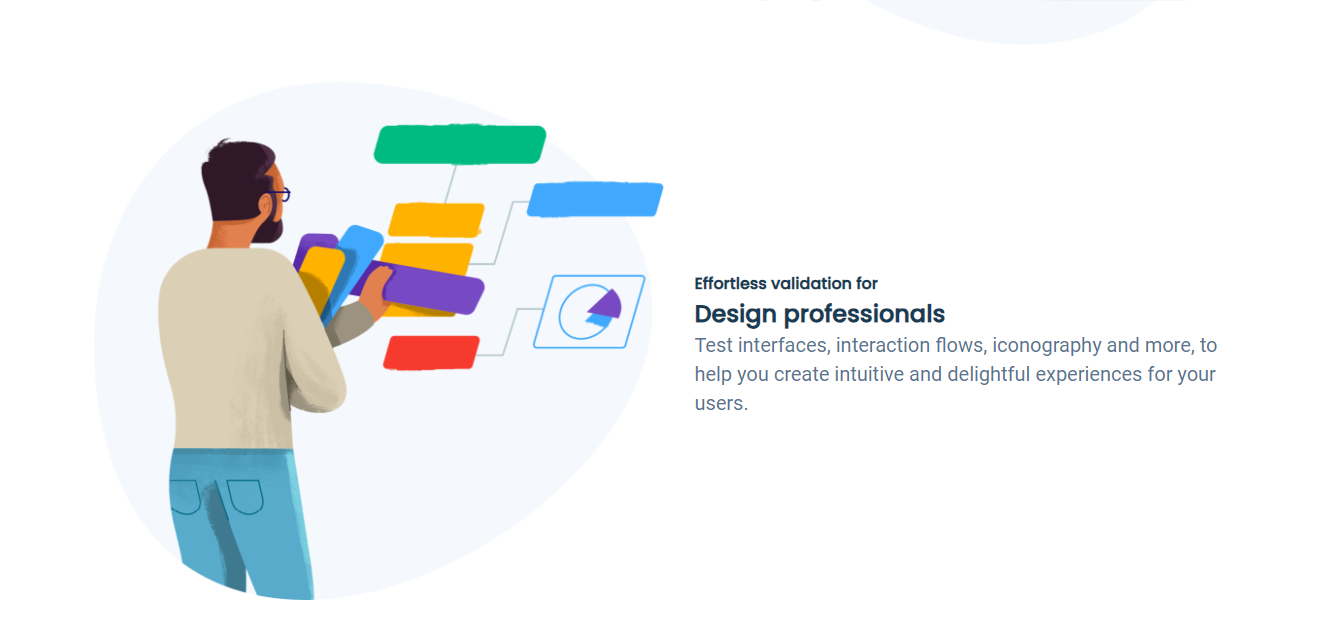 Effortless validation for
Design professionals
Test interfaces, interaction flows, iconography and more, to
help you create intuitive and delightful experiences for your
users.